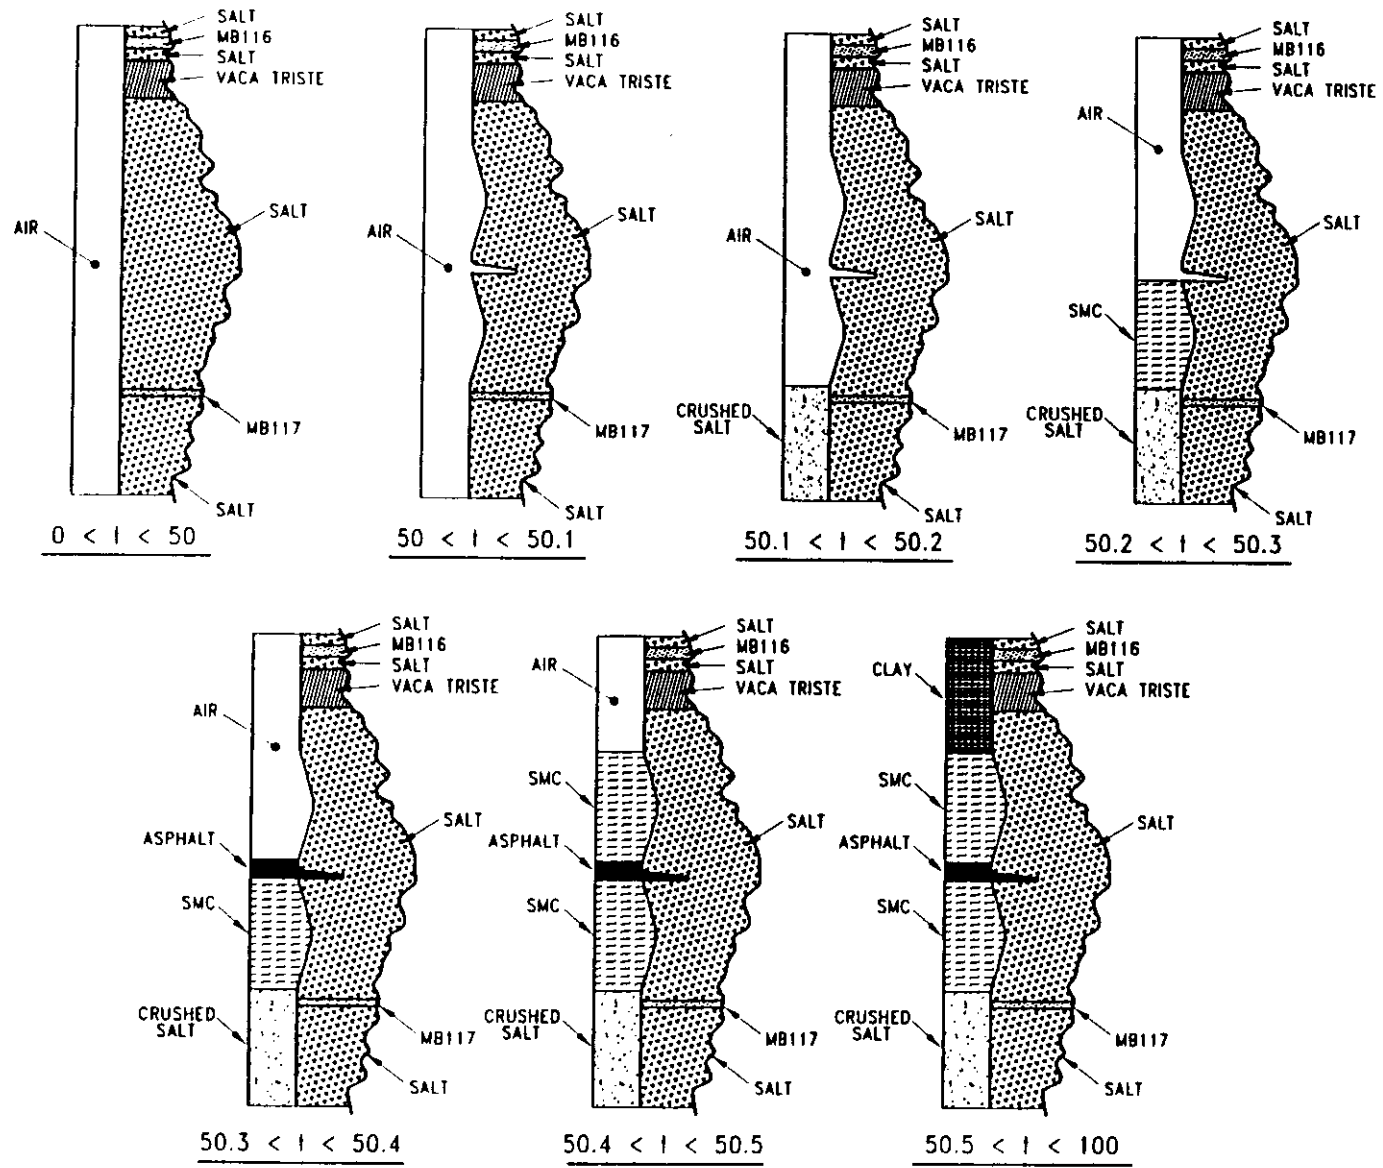 SALT
MB116
SALT
VACA TRISTE
AIR
SALT
MB117
SALT
0 < t < 50
SALT
MB116
SALT
VACA TRISTE
AIR
SALT
MB117
SALT
50 < t < 50.1
SALT
MB116
SALT
VACA TRISTE
AIR
SALT
CRUSHED
SALT
MB117
SALT
50.1 < t < 50.2
SALT
MB116
SALT
VACA TRISTE
AIR
SALT
SMC
CRUSHED
SALT
MB117
SALT
50.2 < t < 50.3
SALT
MB116
SALT
VACA TRISTE
AIR
SALT
ASPHALT
SMC
CRUSHED
SALT
MB117
SALT
50.3 < t < 50.4
SALT
MB116
SALT
VACA TRISTE
AIR
SMC
SALT
ASPHALT
SMC
CRUSHED
SALT
MB117
SALT
50.4 < t < 50.5
SALT
MB116
SALT
VACA TRISTE
CLAY
SMC
SALT
ASPHALT
SMC
CRUSHED
SALT
MB117
SALT
50.5 < t < 100